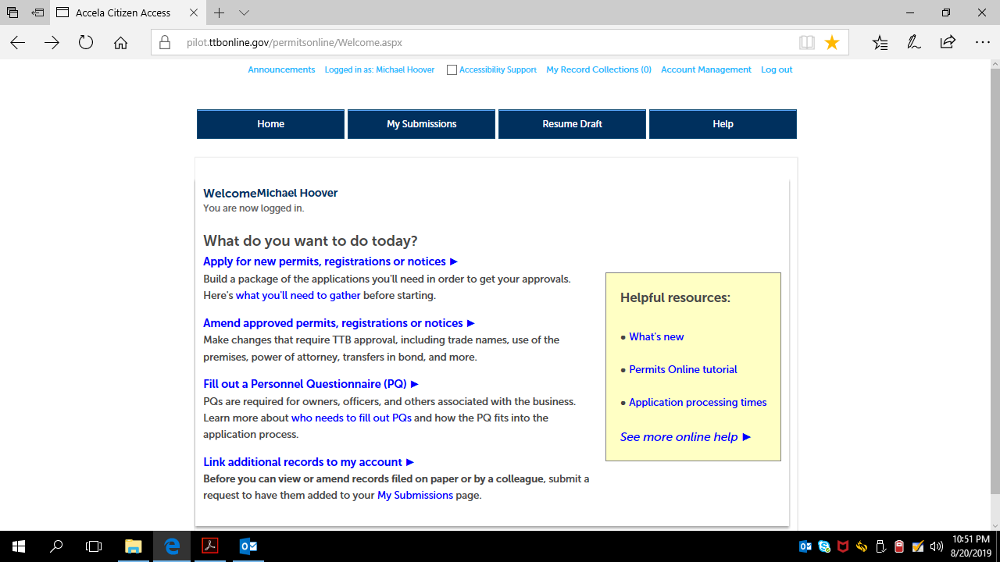 Accela Citizen Access
pilot.ttbonline.gov/permitsonline/Welcome.aspx
Announcements Logged in as: Michael Hoover Accessibility Support My Record Collections (0) Account Management Log out
Home My Submissions Resume Draft Help
WelcomeMichael Hoover
You are now logged in.
What do you want to do today?
Apply for new permits, registrations or notices ►
Build a package of the applications you'll need in order to get your approvals.
Here's what you'll need to gather before starting.
Amend approved permits, registrations or notices ►
Make changes that require TTB approval, including trade names, use of the
premises, power of attorney, transfers in bond, and more.
Fill out a Personnel Questionnaire (PQ) ►
PQs are required for owners, officers, and others associated with the business.
Learn more about who needs to fill out PQs and how the PQ fits into the
application process.
Link additional records to my account ►
Before you can view or amend records filed on paper or by a colleague, submit a
request to have them added to your My Submissions page.
Helpful resources:
• What's new
• Permits Online tutorial
• Application processing times
See more online help ►
10:51 PM
8/20/2019